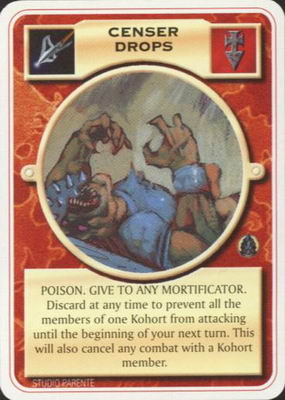 CENSER
DROPS
POISON. GIVE TO ANY MORTIFICATOR.
Discard at any time to prevent all the
members of one Kohort from attacking
until the beginning of your next turn. This
will also cancel any combat with a Kohort
member.
STUDIO PARENTE